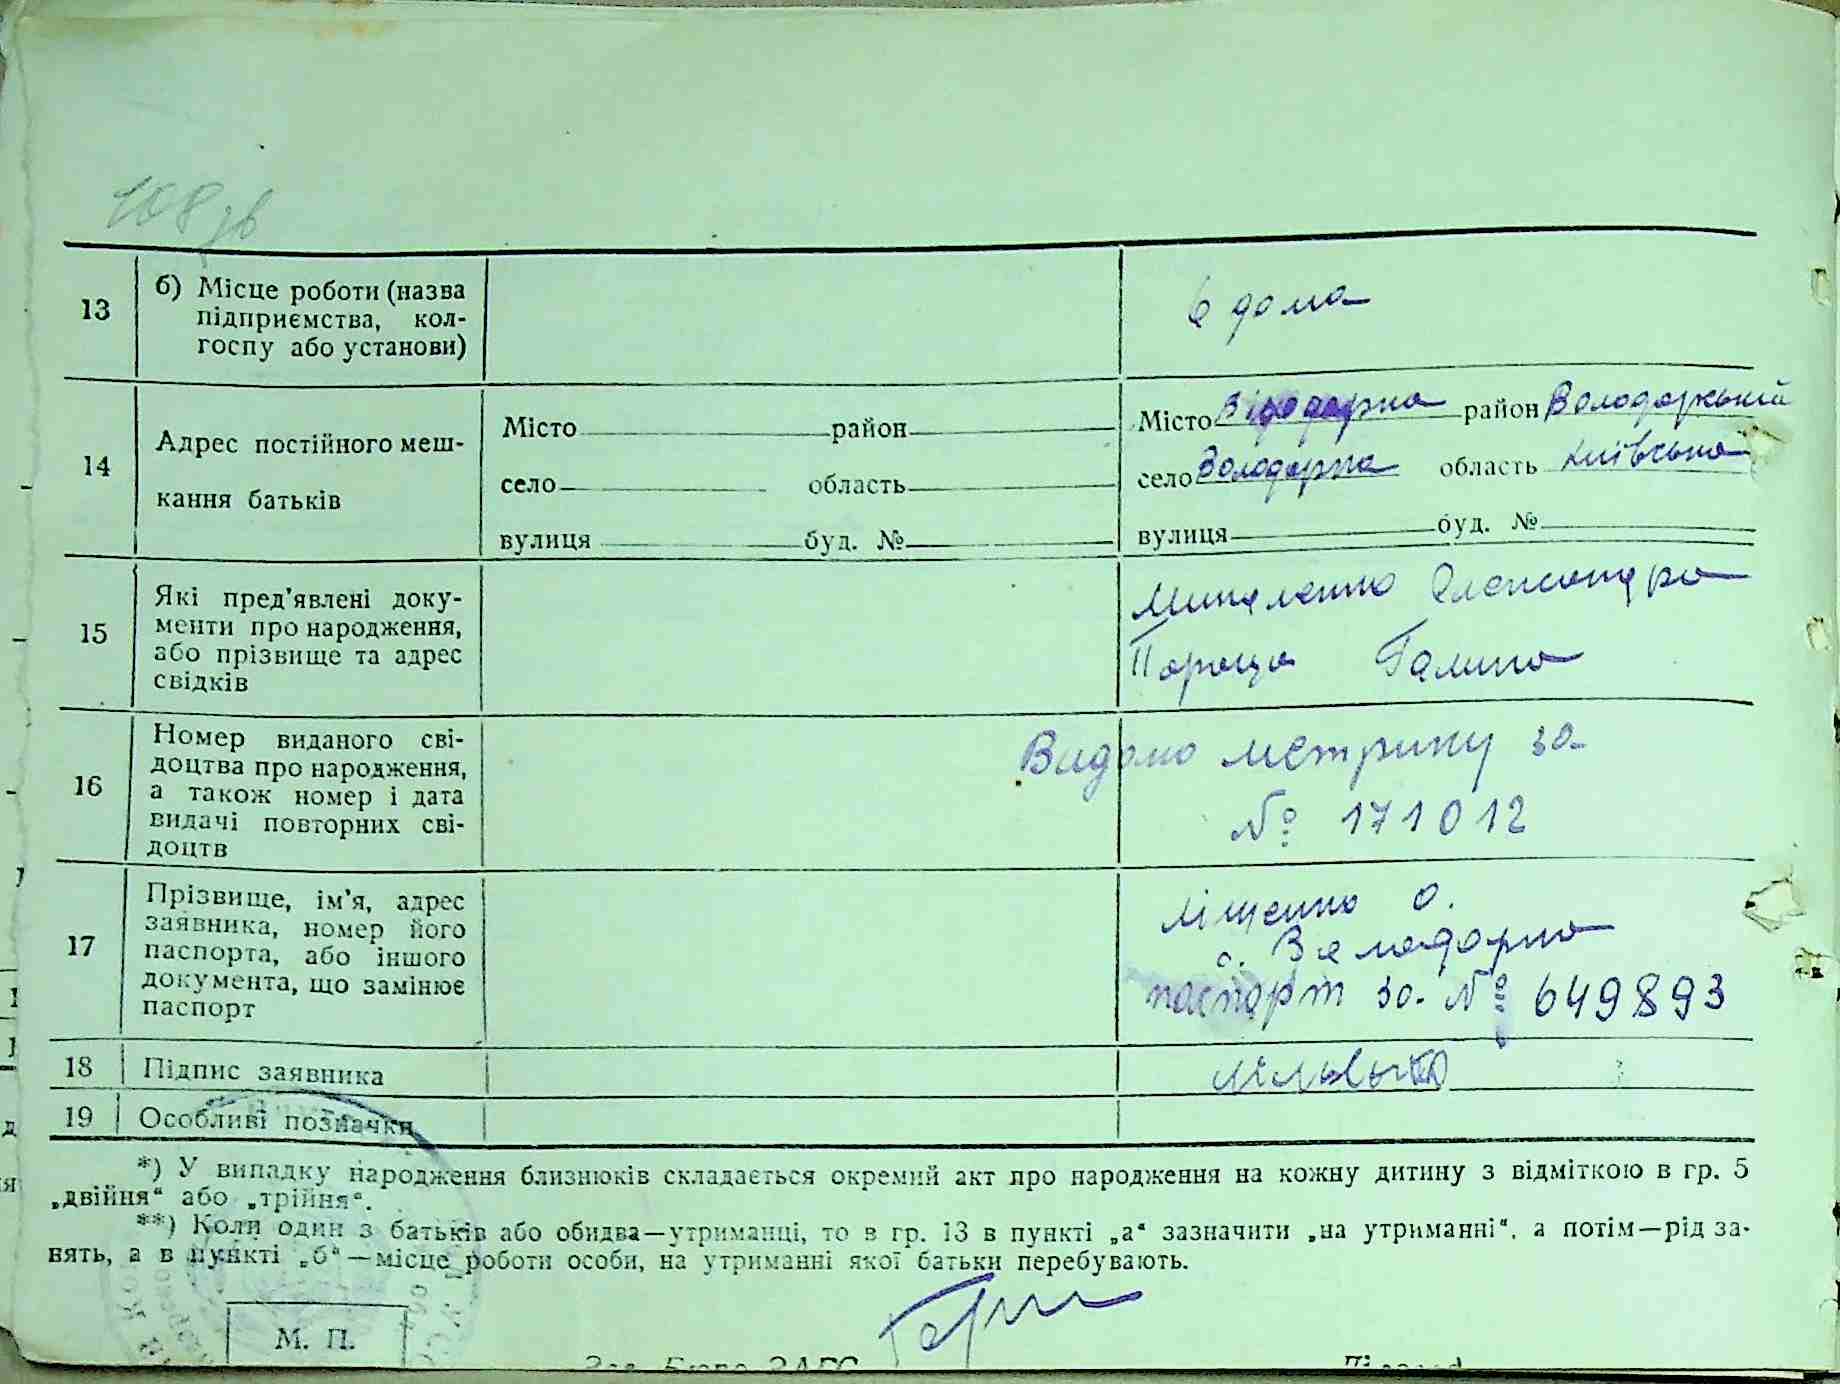 108 зв
13
б) Місце роботи (назва
підприємства, кол-
госпу або установи)
дома
14
Адрес постійного меш-
кання батьків
Місто район
село область
вулиця буд. №
Місто район Володарський
село Володарка область Київська
вулиця буд. №
15
Які пред'явлені доку-
менти про народження,
або прізвище та адрес
свідків
Олександра
Галина
16
Номер виданого сві-
доцтва про народження,
а також номер і дата
видачі повторних сві-
доцтв
Видано метрику за
№ 171012
17
Прізвище, ім'я, адрес
заявника, номер його
паспорта, або іншого
документа, що замінює
паспорт
Міщенко О.
с. Володарка
паспорт за № 649893
18 Підпис заявника
19 Особливі позначки
*) У випадку народження близнюків складається окремий акт про народження на кожну дитину з відміткою в гр. 5
„двійня“ або „трійня“.
**) Коли один з батьків або обидва—утриманці, то в гр. 13 в пункті „а“ зазначити „на утриманні“, а потім—рід за-
нять, а в пункті „б“—місце роботи особи, на утриманні якої батьки перебувають.
М. П.
Зав. Бюро ЗАГС